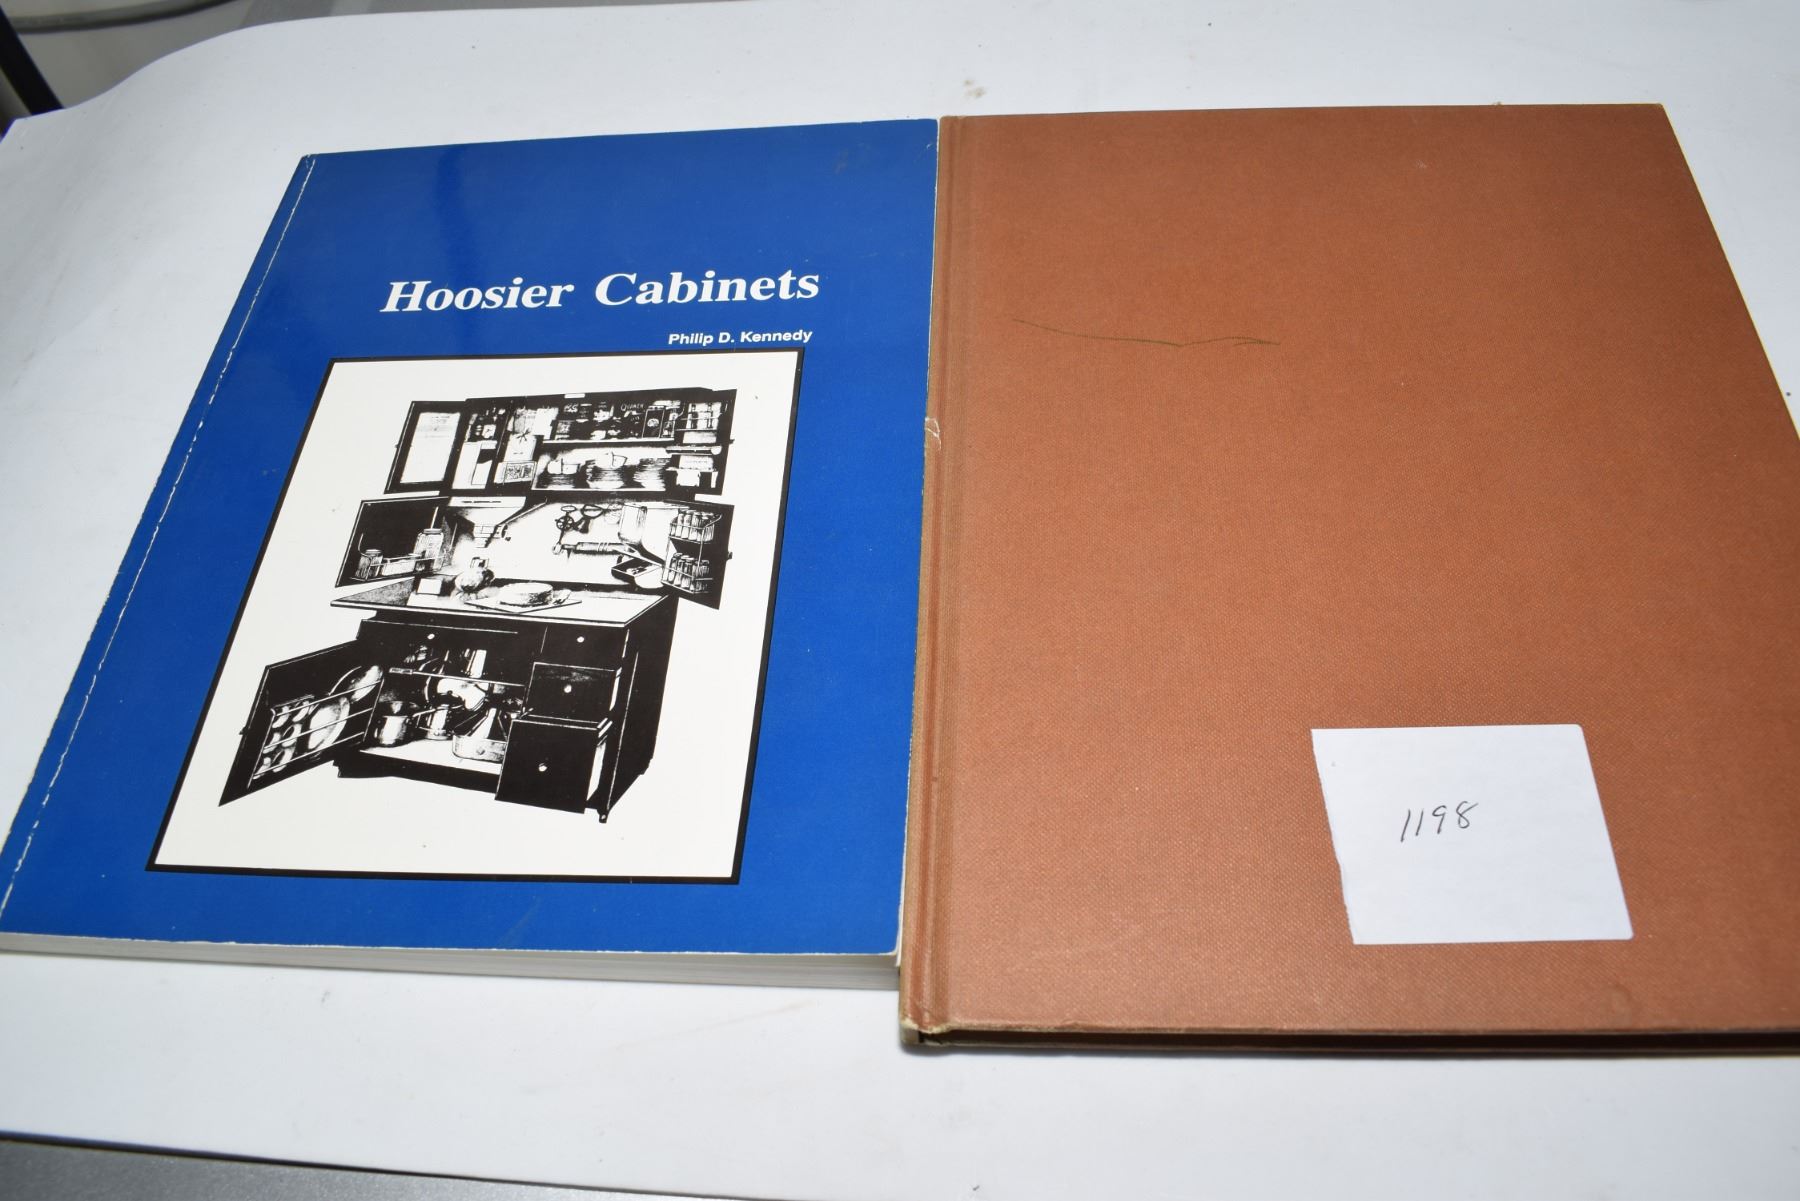 Hoosier Cabinets
Philip D. Kennedy
1198